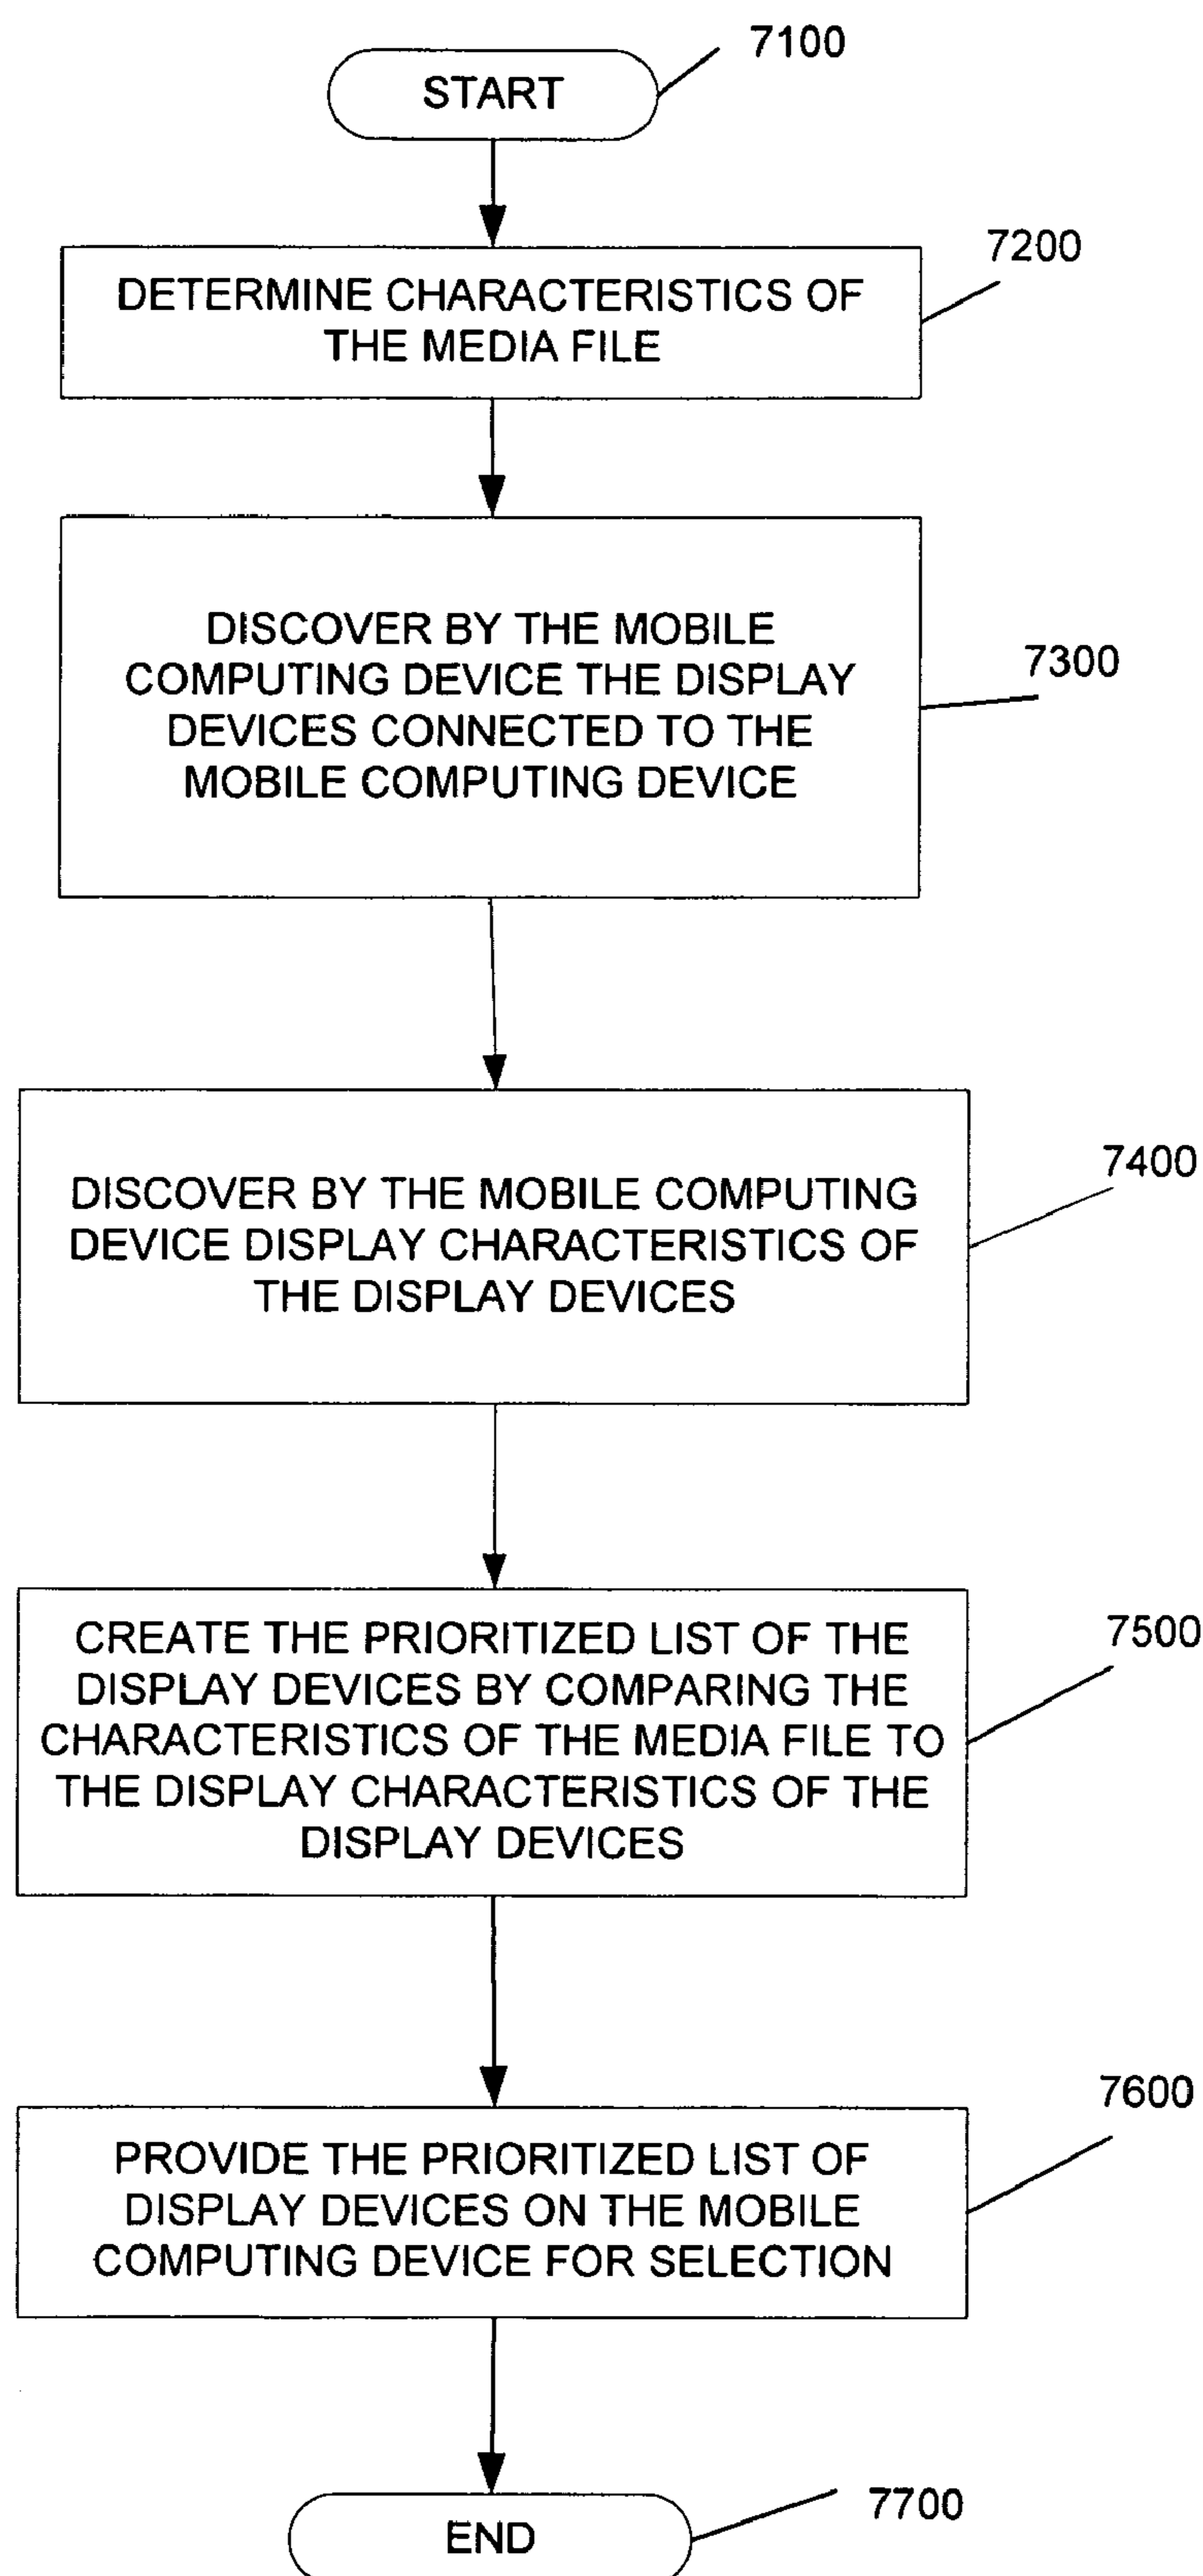 7100
START
7200
DETERMINE CHARACTERISTICS OF
THE MEDIA FILE
7300
DISCOVER BY THE MOBILE
COMPUTING DEVICE THE DISPLAY
DEVICES CONNECTED TO THE
MOBILE COMPUTING DEVICE
7400
DISCOVER BY THE MOBILE COMPUTING
DEVICE DISPLAY CHARACTERISTICS OF
THE DISPLAY DEVICES
7500
CREATE THE PRIORITIZED LIST OF THE
DISPLAY DEVICES BY COMPARING THE
CHARACTERISTICS OF THE MEDIA FILE TO
THE DISPLAY CHARACTERISTICS OF THE
DISPLAY DEVICES
7600
PROVIDE THE PRIORITIZED LIST OF
DISPLAY DEVICES ON THE MOBILE
COMPUTING DEVICE FOR SELECTION
7700
END